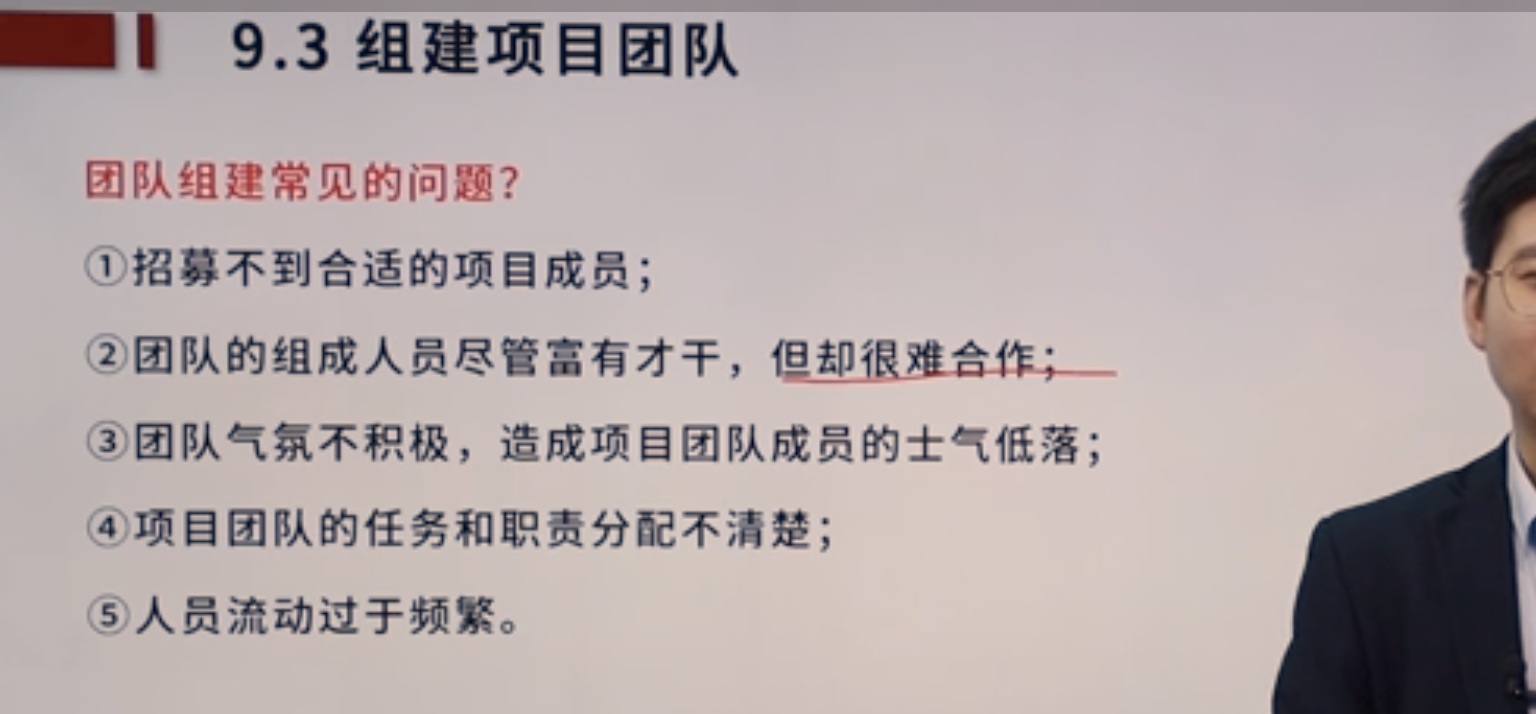 9.3 组建项目团队
团队组建常见的问题？
①招募不到合适的项目成员；
②团队的组成人员尽管富有才干，但却很难合作；
③团队气氛不积极，造成项目团队成员的士气低落；
④项目团队的任务和职责分配不清楚；
⑤人员流动过于频繁。